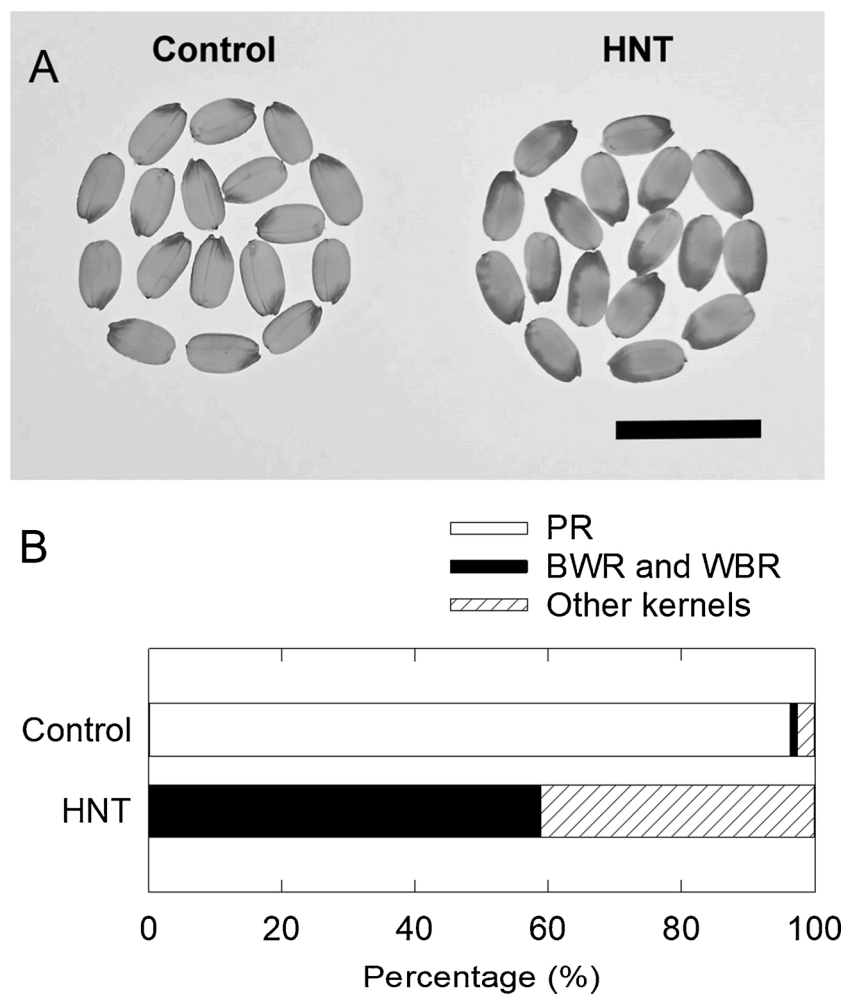 A
Control
HNT
B
PR
BWR and WBR
Other kernels
Control
HNT
0 20 40 60 80 100
Percentage (%)